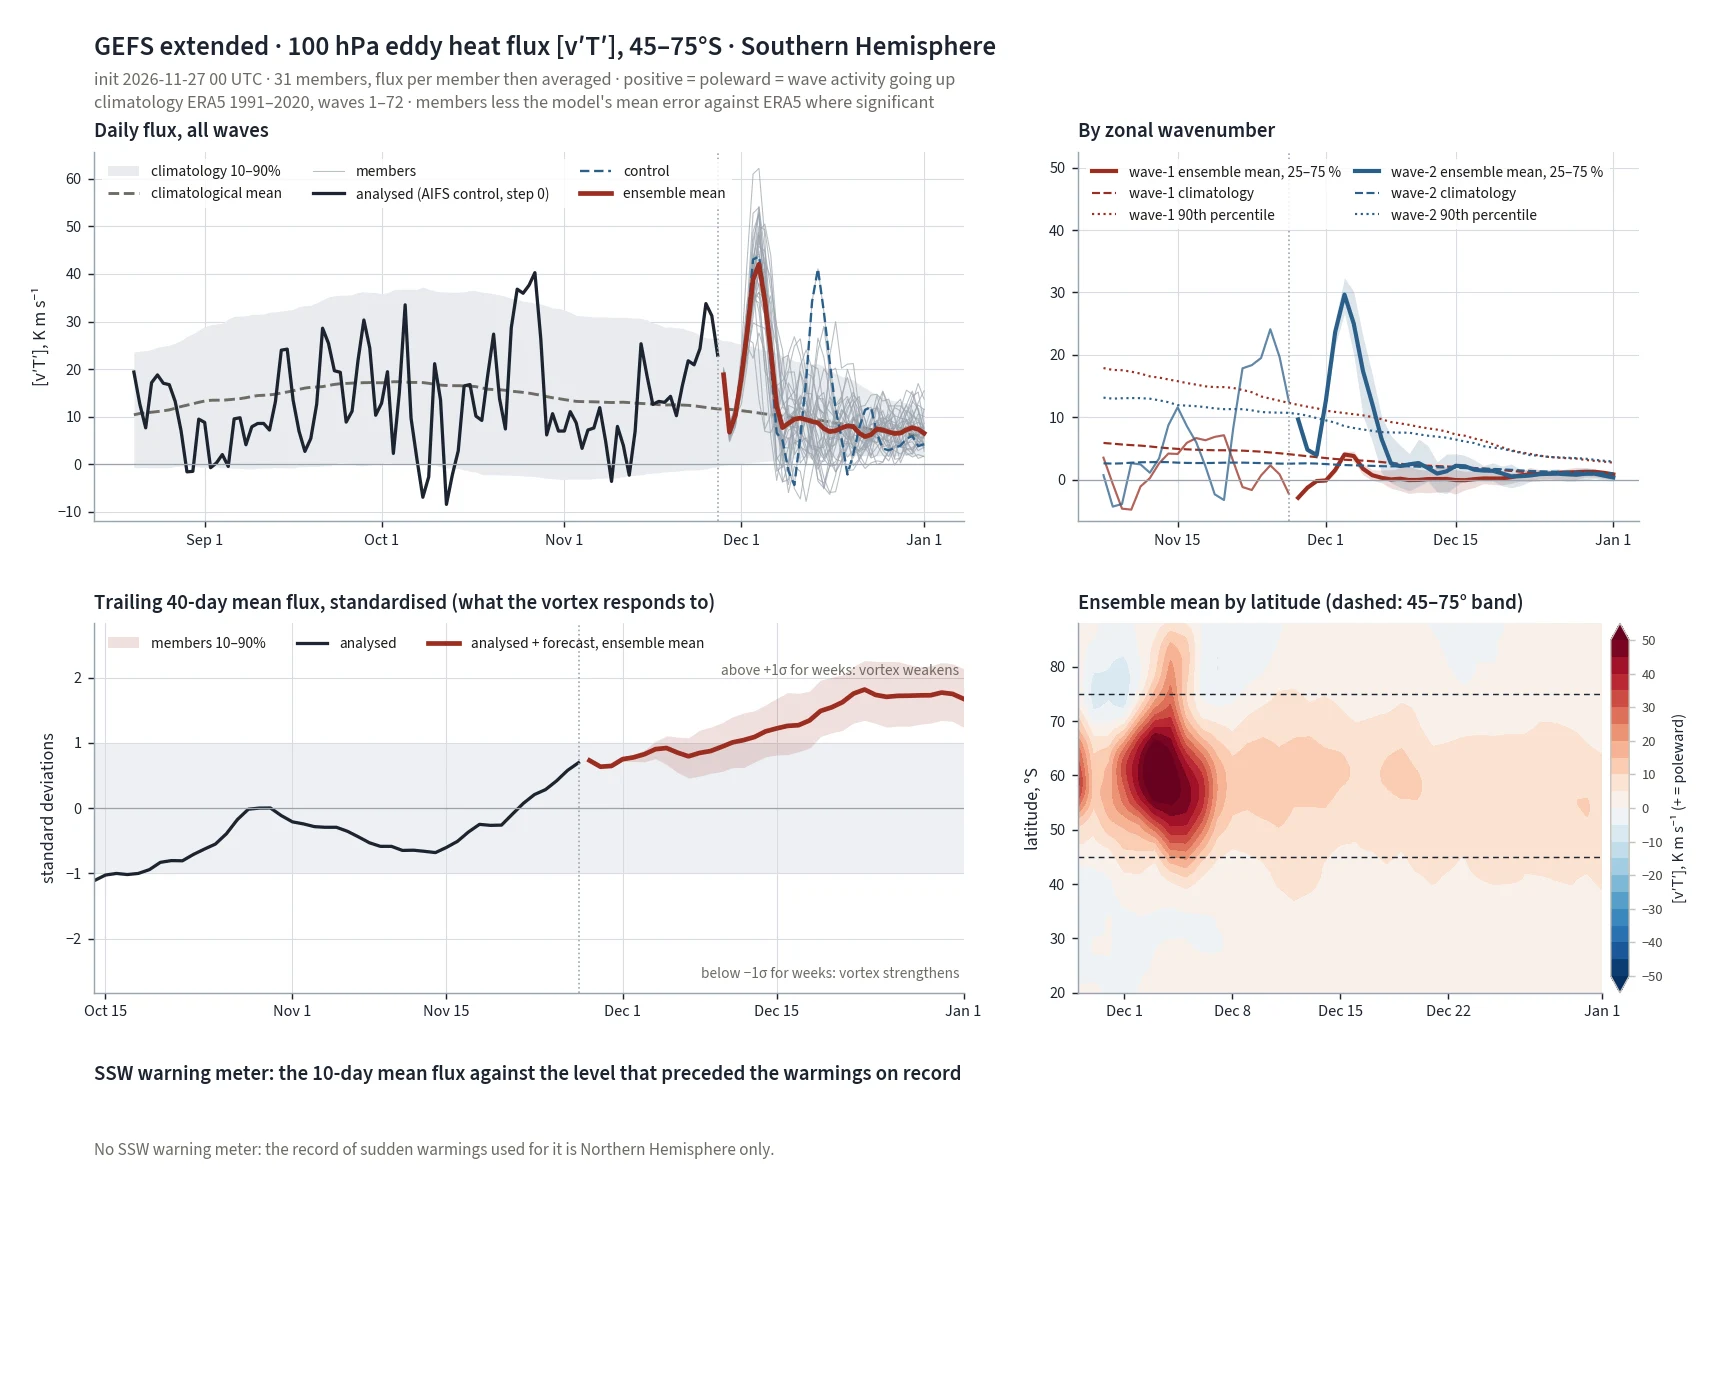 GEFS extended · 100 hPa eddy heat flux [v′T′], 45–75°S · Southern Hemisphere
init 2026-11-27 00 UTC · 31 members, flux per member then averaged · positive = poleward = wave activity going up
climatology ERA5 1991–2020, waves 1–72 · members less the model's mean error against ERA5 where significant
Daily flux, all waves
climatology 10–90%
members
control
climatological mean
analysed (AIFS control, step 0)
ensemble mean
[v′T′], K m s⁻¹
60
50
40
30
20
10
0
−10
Sep 1
Oct 1
Nov 1
Dec 1
Jan 1
By zonal wavenumber
wave-1 ensemble mean, 25–75 %
wave-2 ensemble mean, 25–75 %
wave-1 climatology
wave-2 climatology
wave-1 90th percentile
wave-2 90th percentile
50
40
30
20
10
0
Nov 15
Dec 1
Dec 15
Jan 1
Trailing 40-day mean flux, standardised (what the vortex responds to)
members 10–90%
analysed
analysed + forecast, ensemble mean
above +1σ for weeks: vortex weakens
below −1σ for weeks: vortex strengthens
standard deviations
2
1
0
−1
−2
Oct 15
Nov 1
Nov 15
Dec 1
Dec 15
Jan 1
Ensemble mean by latitude (dashed: 45–75° band)
latitude, °S
80
70
60
50
40
30
20
Dec 1
Dec 8
Dec 15
Dec 22
Jan 1
50
40
30
20
10
0
−10
−20
−30
−40
−50
[v′T′], K m s⁻¹ (+ = poleward)
SSW warning meter: the 10-day mean flux against the level that preceded the warmings on record
No SSW warning meter: the record of sudden warmings used for it is Northern Hemisphere only.